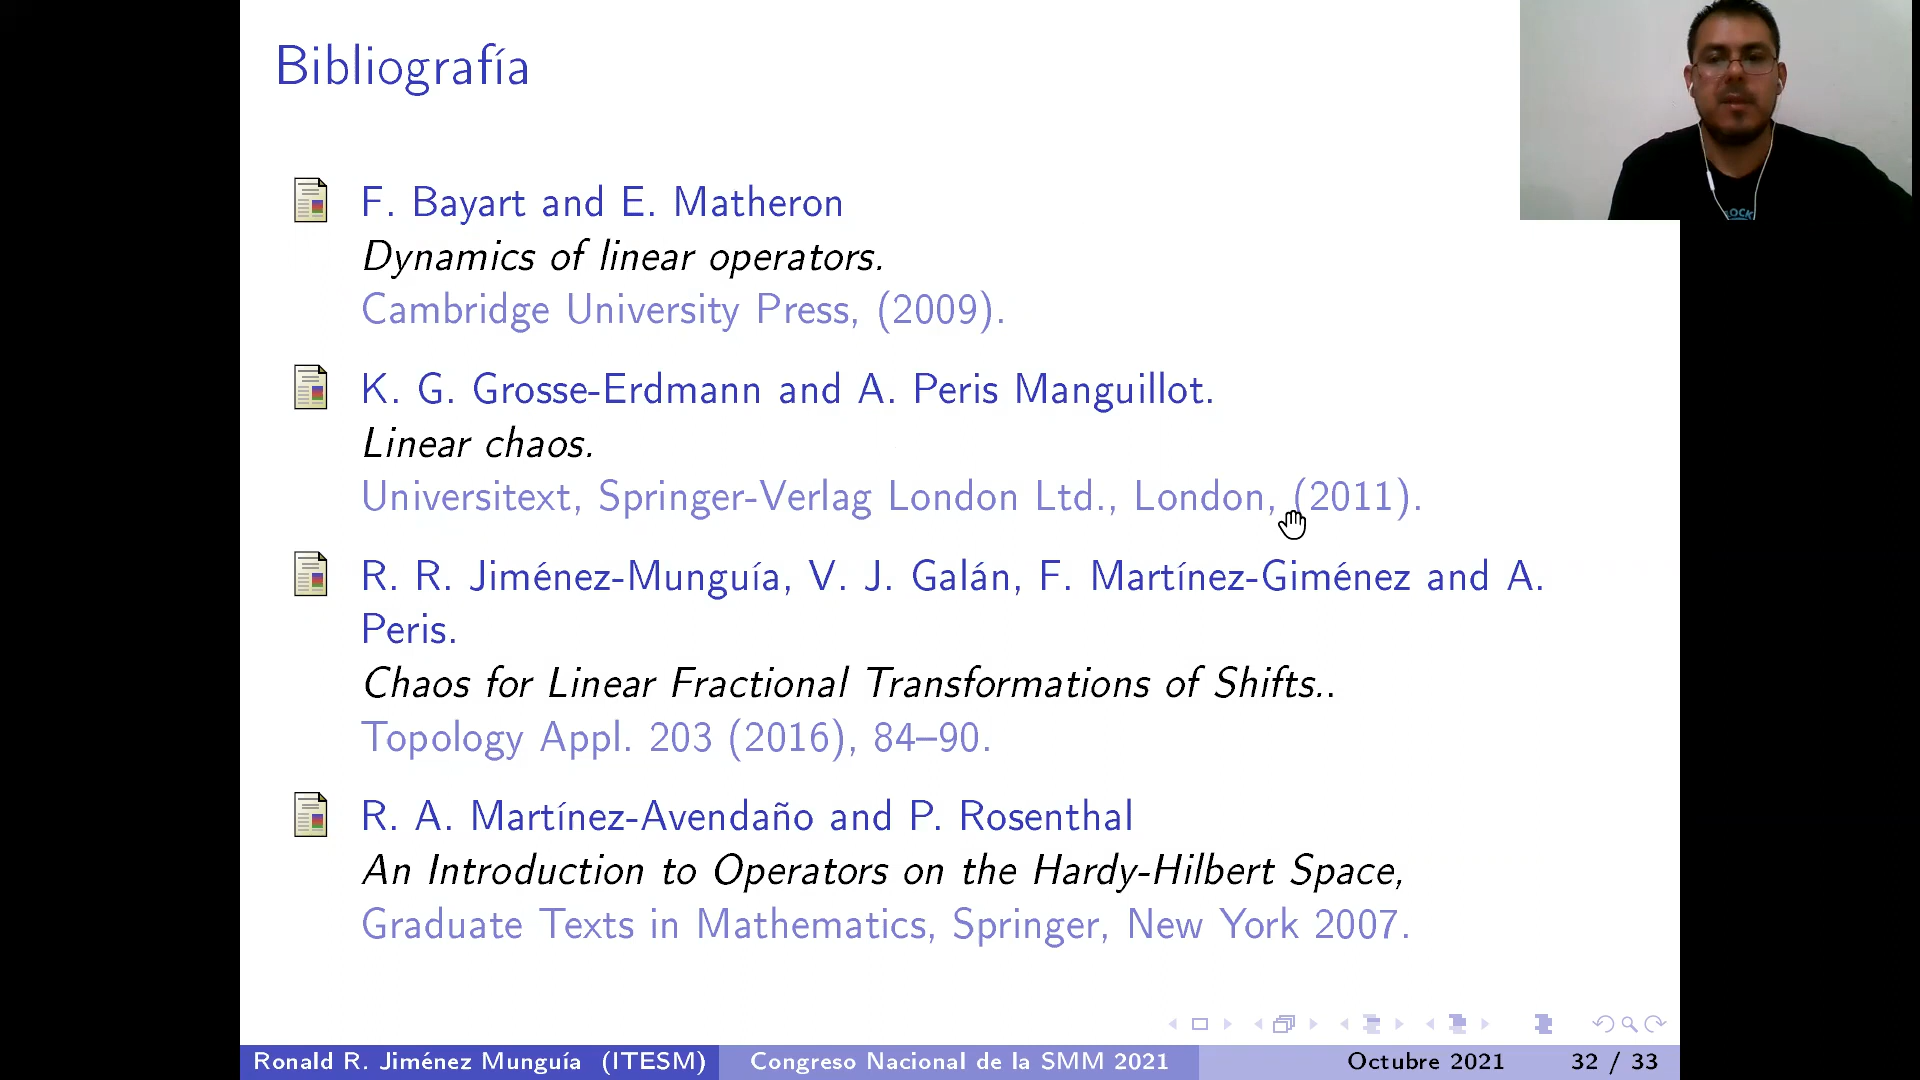 Bibliografía
F. Bayart and E. Matheron
Dynamics of linear operators.
Cambridge University Press, (2009).
K. G. Grosse-Erdmann and A. Peris Manguillot.
Linear chaos.
Universitext, Springer-Verlag London Ltd., London, (2011).
R. R. Jiménez-Munguía, V. J. Galán, F. Martínez-Giménez and A.
Peris.
Chaos for Linear Fractional Transformations of Shifts..
Topology Appl. 203 (2016), 84–90.
R. A. Martínez-Avendaño and P. Rosenthal
An Introduction to Operators on the Hardy-Hilbert Space,
Graduate Texts in Mathematics, Springer, New York 2007.
Ronald R. Jiménez Munguía (ITESM) Congreso Nacional de la SMM 2021 Octubre 2021 32 / 33